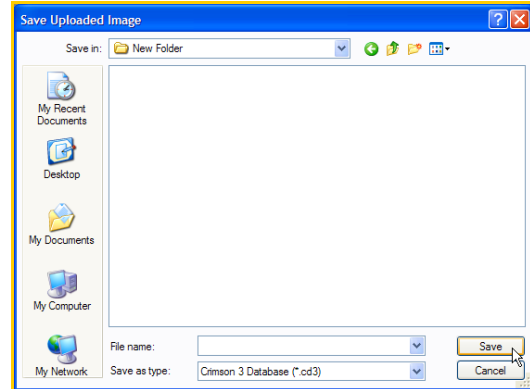 Save Uploaded Image
Save in: New Folder
My Recent
Documents
Desktop
My Documents
My Computer
My Network
File name:
Save
Save as type: Crimson 3 Database (*.cd3)
Cancel